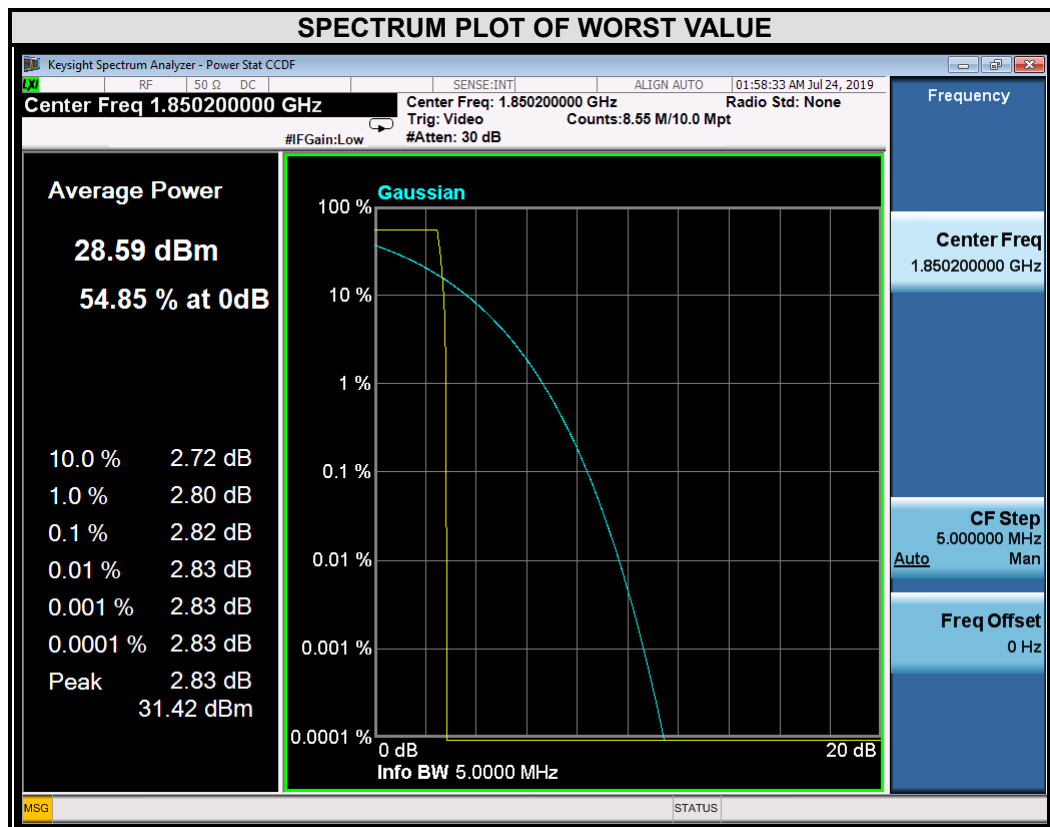 SPECTRUM PLOT OF WORST VALUE
Keysight Spectrum Analyzer - Power Stat CCDF
LXI RF 50 Ω DC SENSE:INT ALIGN AUTO 01:58:33 AM Jul 24, 2019
Center Freq 1.850200000 GHz
Center Freq: 1.850200000 GHz Radio Std: None
Trig: Video Counts:8.55 M/10.0 Mpt
#IFGain:Low #Atten: 30 dB
Average Power
28.59 dBm
54.85 % at 0dB
10.0 % 2.72 dB
1.0 % 2.80 dB
0.1 % 2.82 dB
0.01 % 2.83 dB
0.001 % 2.83 dB
0.0001 % 2.83 dB
Peak 2.83 dB
31.42 dBm
Gaussian
100 %
10 %
1 %
0.1 %
0.01 %
0.001 %
0.0001 %
0 dB 20 dB
Info BW 5.0000 MHz
Frequency
Center Freq
1.850200000 GHz
CF Step
5.000000 MHz
Auto Man
Freq Offset
0 Hz
MSG STATUS